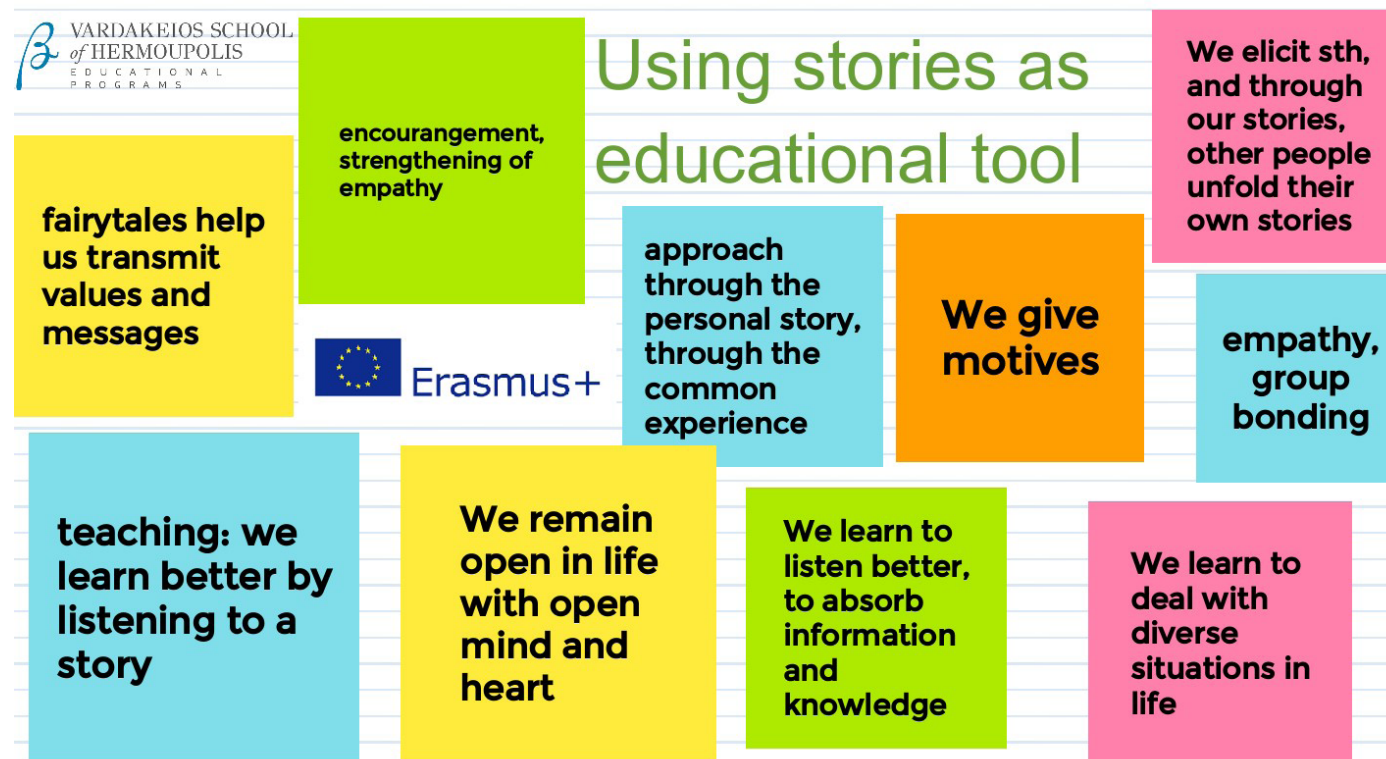 VARDAKEIOS SCHOOL
of HERMOUPOLIS
EDUCATIONAL
PROGRAMS
Using stories as
educational tool
encourangement,
strengthening of
empathy
We elicit sth,
and through
our stories,
other people
unfold their
own stories
fairytales help
us transmit
values and
messages
Erasmus+
approach
through the
personal story,
through the
common
experience
We give
motives
empathy,
group
bonding
teaching: we
learn better by
listening to a
story
We remain
open in life
with open
mind and
heart
We learn to
listen better,
to absorb
information
and
knowledge
We learn to
deal with
diverse
situations in
life